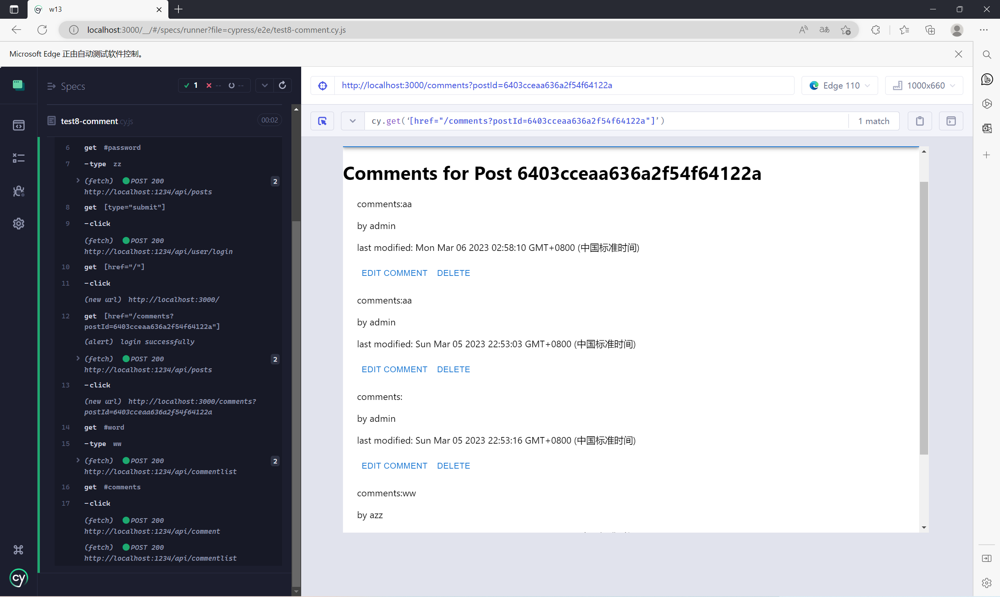 w13
localhost:3000/__/#/specs/runner?file=cypress/e2e/test8-comment.cy.js
aあ
Microsoft Edge 正由自动测试软件控制。
Specs
1 -- --
test8-comment.cy.js 00:02
6 get #password
7 -type zz
(fetch) POST 200 2
http://localhost:1234/api/posts
8 get [type="submit"]
9 -click
(fetch) POST 200
http://localhost:1234/api/user/login
10 get [href="/"]
11 -click
(new url) http://localhost:3000/
12 get [href="/comments?
postId=6403cceaa636a2f54f64122a"]
(alert) login successfully
(fetch) POST 200 2
http://localhost:1234/api/posts
13 -click
(new url) http://localhost:3000/comments?
postId=6403cceaa636a2f54f64122a
14 get #word
15 -type ww
(fetch) POST 200 2
http://localhost:1234/api/commentlist
16 get #comments
17 -click
(fetch) POST 200
http://localhost:1234/api/comment
(fetch) POST 200
http://localhost:1234/api/commentlist
cy
http://localhost:3000/comments?postId=6403cceaa636a2f54f64122a
Edge 110
1000x660
cy.get('[href="/comments?postId=6403cceaa636a2f54f64122a"]')
1 match
Comments for Post 6403cceaa636a2f54f64122a
comments:aa
by admin
last modified: Mon Mar 06 2023 02:58:10 GMT+0800 (中国标准时间)
EDIT COMMENT DELETE
comments:aa
by admin
last modified: Sun Mar 05 2023 22:53:03 GMT+0800 (中国标准时间)
EDIT COMMENT DELETE
comments:
by admin
last modified: Sun Mar 05 2023 22:53:16 GMT+0800 (中国标准时间)
EDIT COMMENT DELETE
comments:ww
by azz